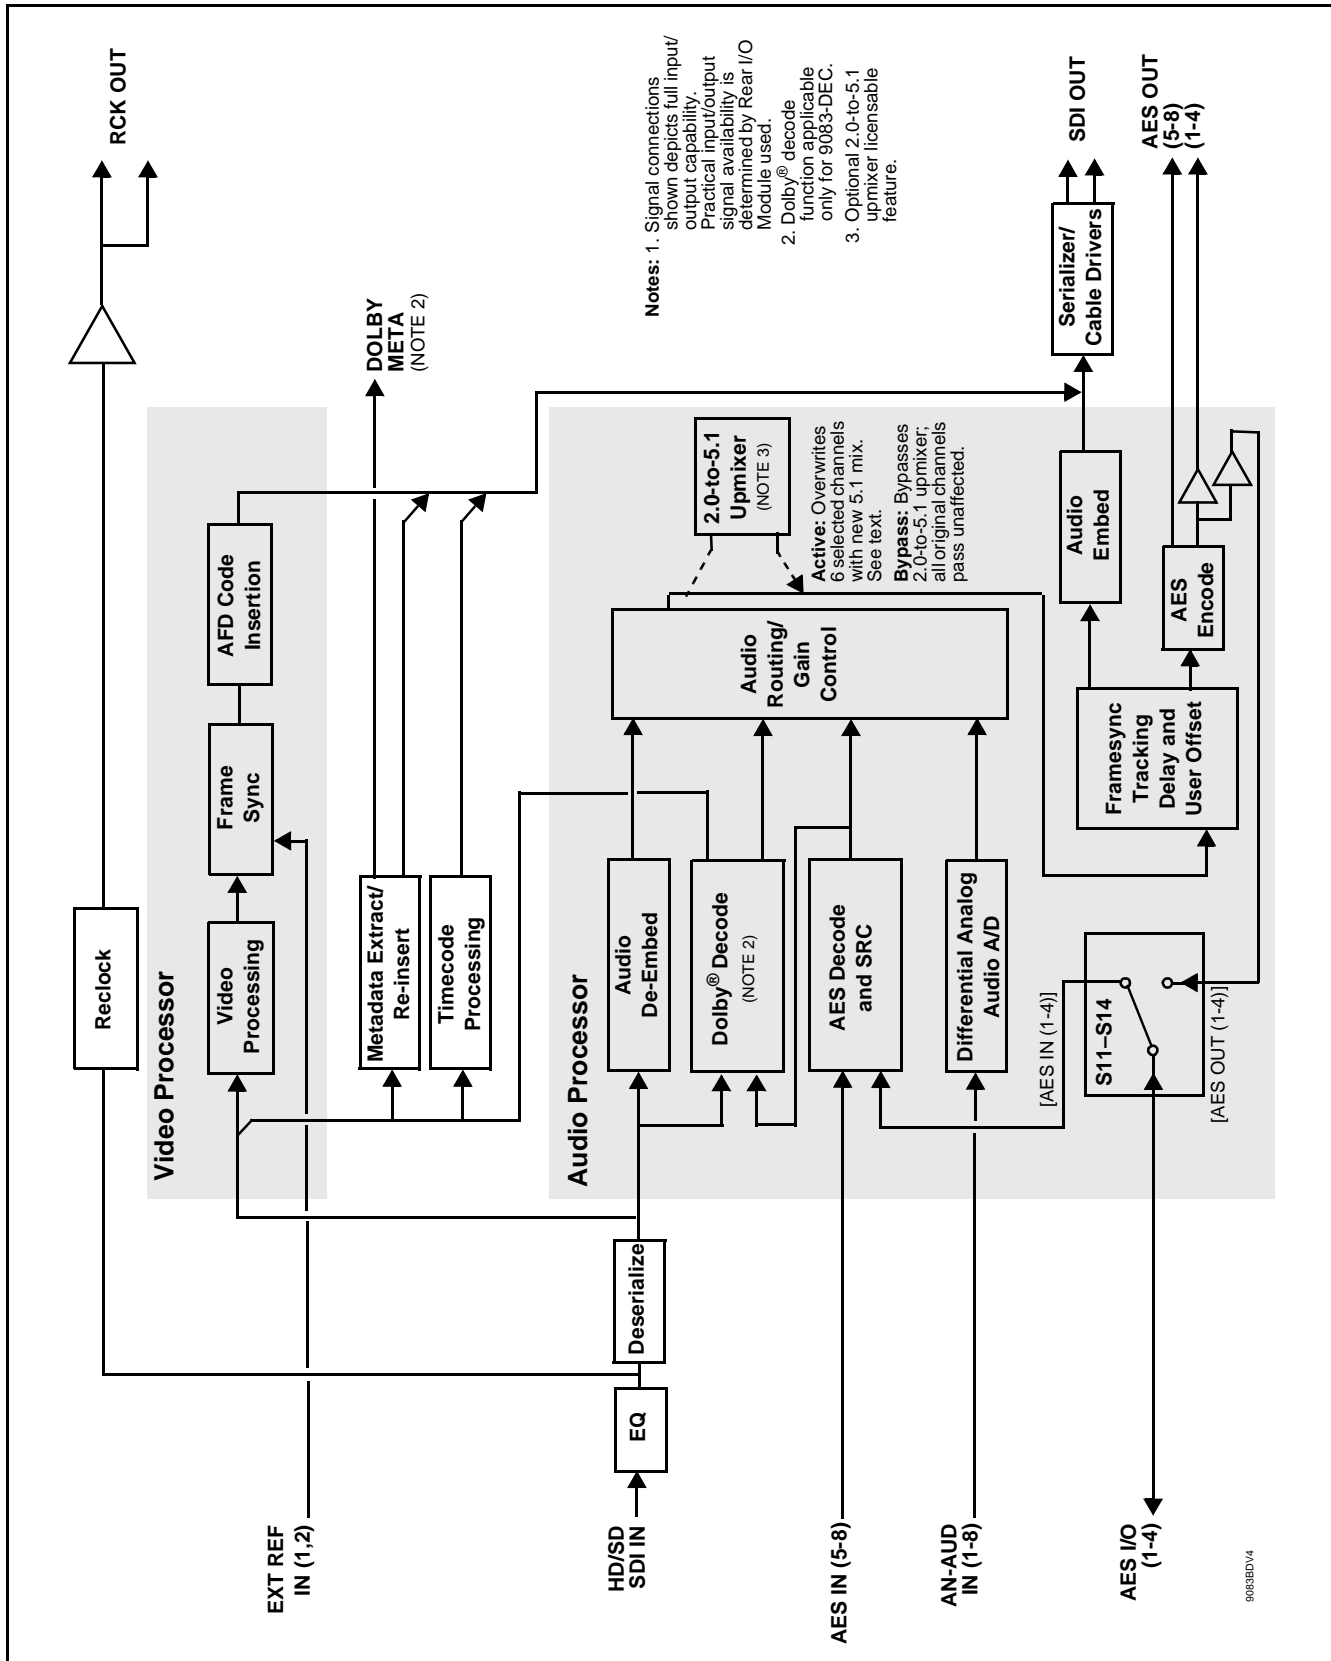 RCK OUT
Reclock
Video Processor
Video
Processing
Frame
Sync
AFD Code
Insertion
EXT REF
IN (1,2)
Metadata Extract/
Re-insert
Timecode
Processing
DOLBY
META
(NOTE 2)
HD/SD
SDI IN
EQ
Deserialize
Audio Processor
Audio
De-Embed
Dolby® Decode
(NOTE 2)
AES Decode
and SRC
Differential Analog
Audio A/D
Audio
Routing/
Gain
Control
2.0-to-5.1
Upmixer
(NOTE 3)
Active: Overwrites
6 selected channels
with new 5.1 mix.
See text.
Bypass: Bypasses
2.0-to-5.1 upmixer;
all original channels
pass unaffected.
Notes: 1. Signal connections
shown depicts full input/
output capability.
Practical input/output
signal availability is
determined by Rear I/O
Module used.
2. Dolby® decode
function applicable
only for 9083-DEC.
3. Optional 2.0-to-5.1
upmixer licensable
feature.
AES IN (5-8)
AN-AUD
IN (1-8)
AES I/O
(1-4)
[AES IN (1-4)]
S11–S14
[AES OUT (1-4)]
Framesync
Tracking
Delay and
User Offset
Audio
Embed
AES
Encode
Serializer/
Cable Drivers
SDI OUT
AES OUT
(5-8)
(1-4)
9083BDV4